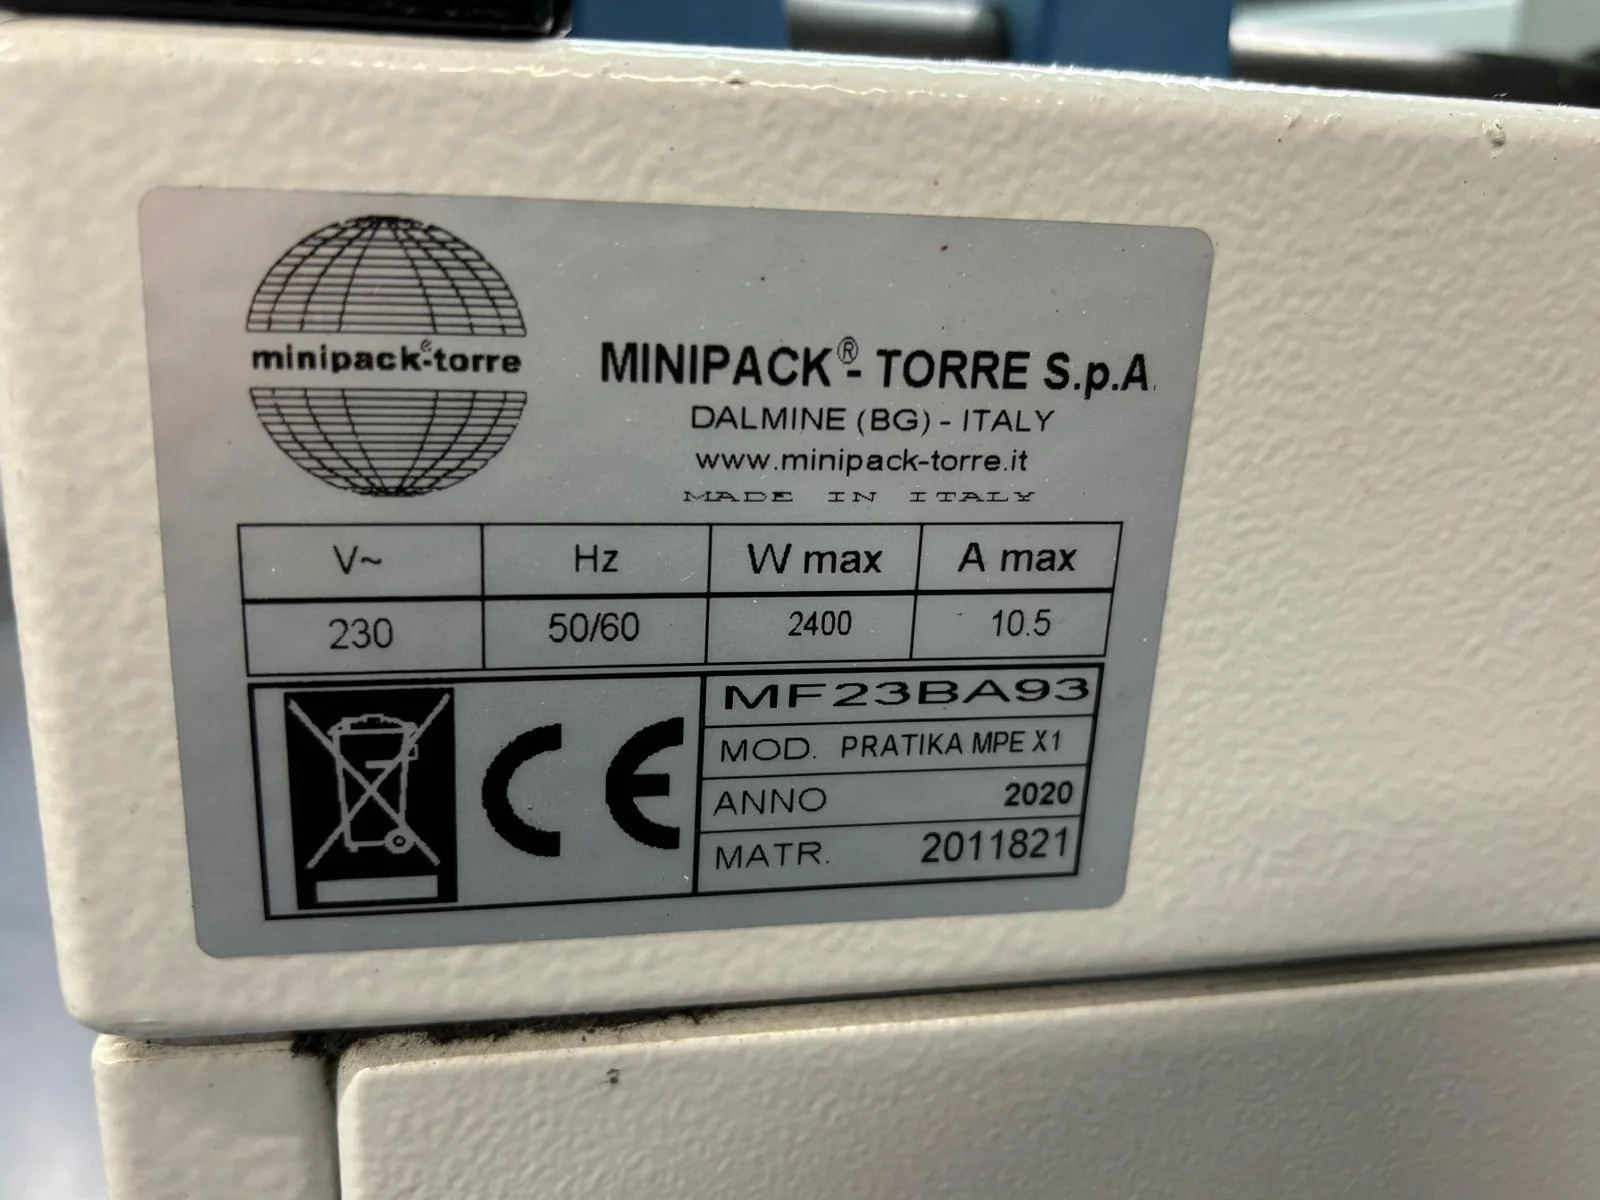 minipack®-torre
MINIPACK®- TORRE S.p.A.
DALMINE (BG) - ITALY
www.minipack-torre.it
MADE IN ITALY
V~ Hz W max A max
230 50/60 2400 10.5
CE
MF23BA93
MOD. PRATIKA MPE X1
ANNO 2020
MATR. 2011821